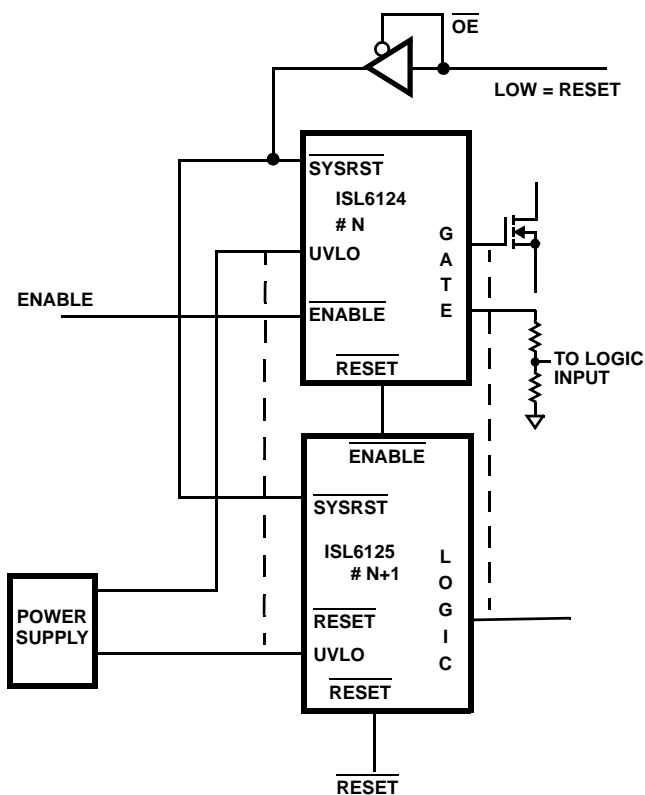 OE
LOW = RESET
SYSRST
ISL6124
# N
UVLO
ENABLE
ENABLE
RESET
G
A
T
E
TO LOGIC
INPUT
ENABLE
SYSRST
ISL6125
# N+1
RESET
UVLO
RESET
L
O
G
I
C
POWER
SUPPLY
RESET